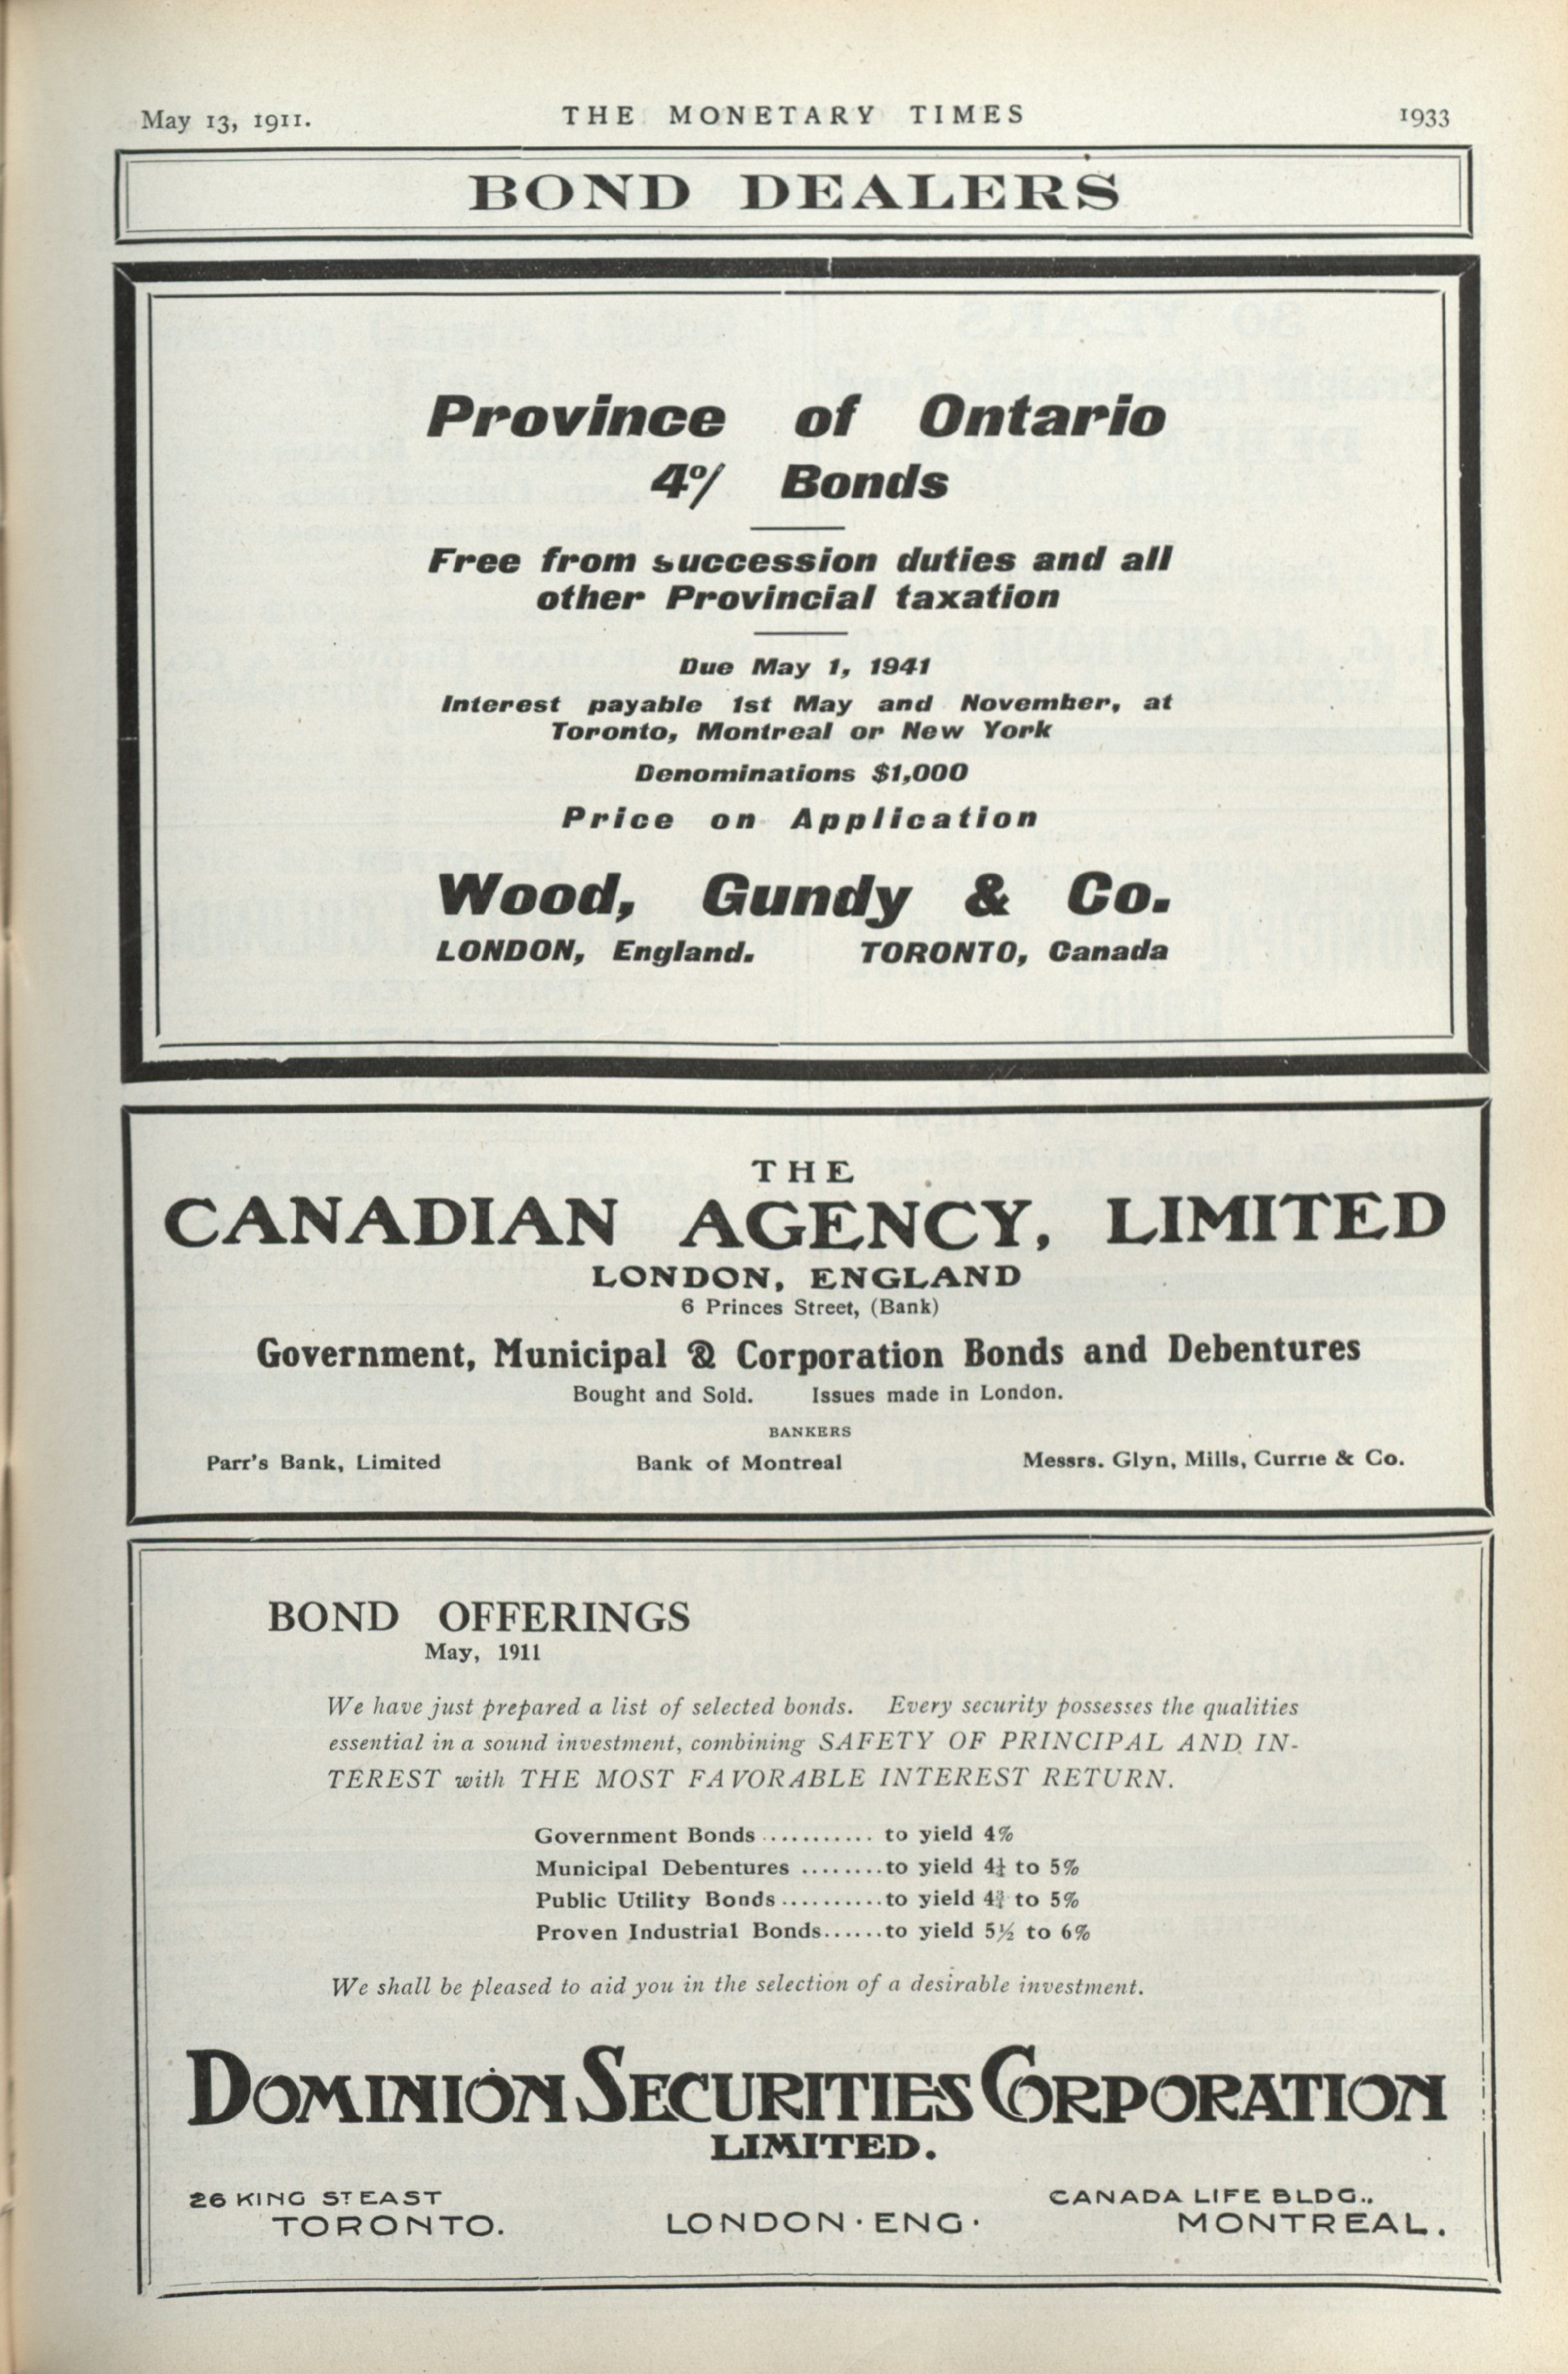 May 13, 1911.
THE MONETARY TIMES
1933
BOND DEALERS
Province of Ontario
4% Bonds
Free from succession duties and all
other Provincial taxation
Due May 1, 1941
Interest payable 1st May and November, at
Toronto, Montreal or New York
Denominations $1,000
Price on Application
Wood, Gundy & Co.
LONDON, England. TORONTO, Canada
THE
CANADIAN AGENCY, LIMITED
LONDON, ENGLAND
6 Princes Street, (Bank)
Government, Municipal & Corporation Bonds and Debentures
Bought and Sold. Issues made in London.
BANKERS
Parr's Bank, Limited Bank of Montreal Messrs. Glyn, Mills, Currie & Co.
BOND OFFERINGS
May, 1911
We have just prepared a list of selected bonds. Every security possesses the qualities
essential in a sound investment, combining SAFETY OF PRINCIPAL AND IN-
TEREST with THE MOST FAVORABLE INTEREST RETURN.
Government Bonds ........... to yield 4%
Municipal Debentures ........to yield 4¼ to 5%
Public Utility Bonds..........to yield 4¾ to 5%
Proven Industrial Bonds......to yield 5½ to 6%
We shall be pleased to aid you in the selection of a desirable investment.
DOMINION SECURITIES CORPORATION
LIMITED.
26 KING ST EAST
TORONTO.
LONDON · ENG ·
CANADA LIFE BLDG.,
MONTREAL.